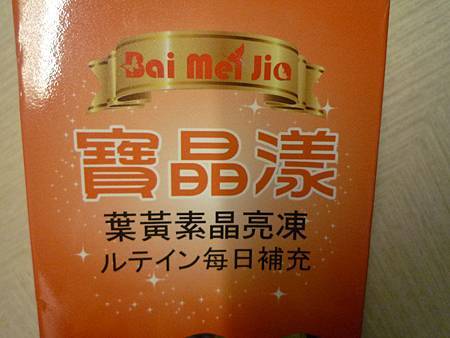 Bai Mei Jia
寶晶漾
葉黃素晶亮凍
ルテイン每日補充